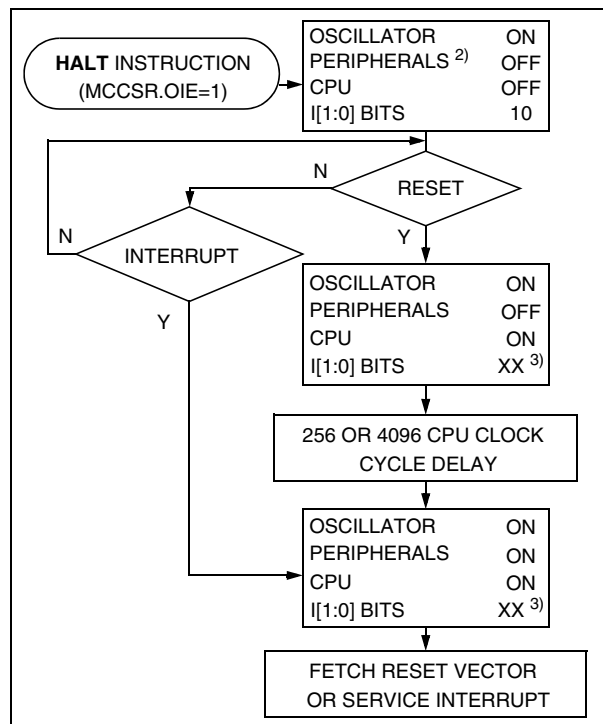 HALT INSTRUCTION
(MCCSR.OIE=1)
OSCILLATOR ON
PERIPHERALS 2) OFF
CPU OFF
I[1:0] BITS 10
N
RESET
N
INTERRUPT
Y
Y
OSCILLATOR ON
PERIPHERALS OFF
CPU ON
I[1:0] BITS XX 3)
256 OR 4096 CPU CLOCK
CYCLE DELAY
OSCILLATOR ON
PERIPHERALS ON
CPU ON
I[1:0] BITS XX 3)
FETCH RESET VECTOR
OR SERVICE INTERRUPT